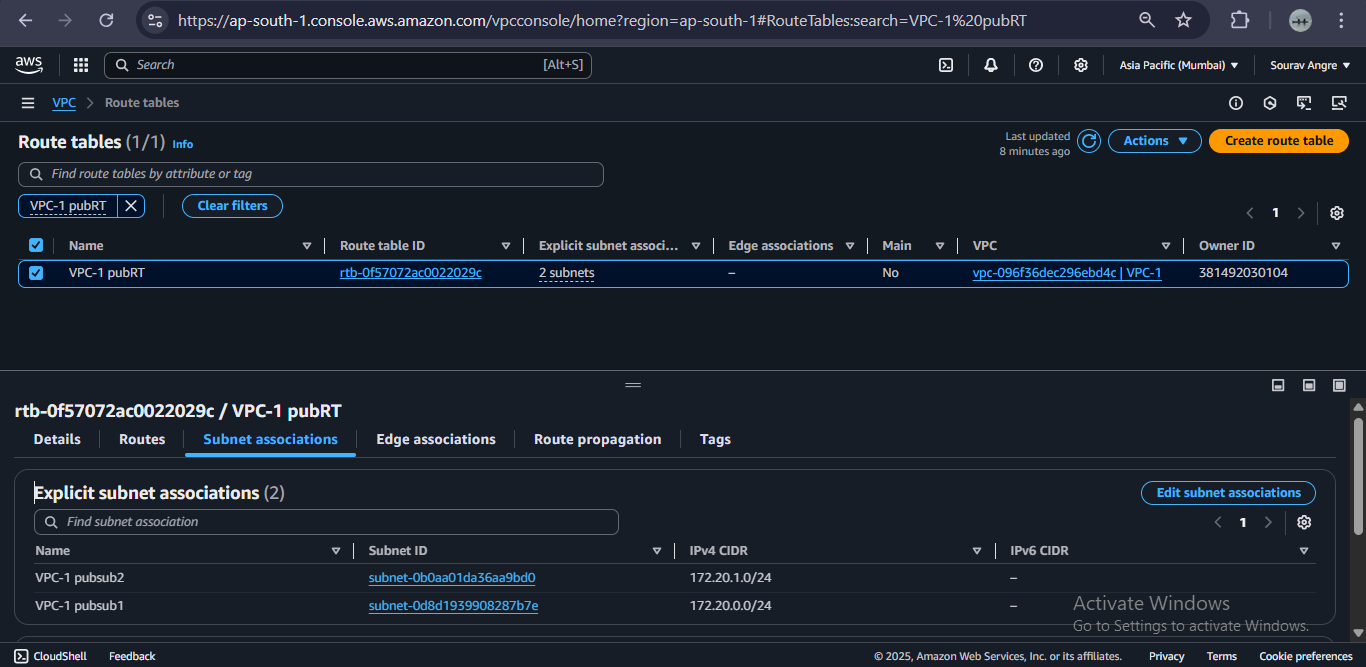 https://ap-south-1.console.aws.amazon.com/vpcconsole/home?region=ap-south-1#RouteTables:search=VPC-1%20pubRT
aws Search [Alt+S] Asia Pacific (Mumbai) Sourav Angre
VPC Route tables
Route tables (1/1) Info Last updated 8 minutes ago Actions Create route table
Find route tables by attribute or tag
VPC-1 pubRT Clear filters
1
Name Route table ID Explicit subnet associ... Edge associations Main VPC Owner ID
VPC-1 pubRT rtb-0f57072ac0022029c 2 subnets – No vpc-096f36dec296ebd4c | VPC-1 381492030104
rtb-0f57072ac0022029c / VPC-1 pubRT
Details Routes Subnet associations Edge associations Route propagation Tags
Explicit subnet associations (2) Edit subnet associations
Find subnet association 1
Name Subnet ID IPv4 CIDR IPv6 CIDR
VPC-1 pubsub2 subnet-0b0aa01da36aa9bd0 172.20.1.0/24 –
VPC-1 pubsub1 subnet-0d8d1939908287b7e 172.20.0.0/24 –
Activate Windows
Go to Settings to activate Windows.
CloudShell Feedback © 2025, Amazon Web Services, Inc. or its affiliates. Privacy Terms Cookie preferences